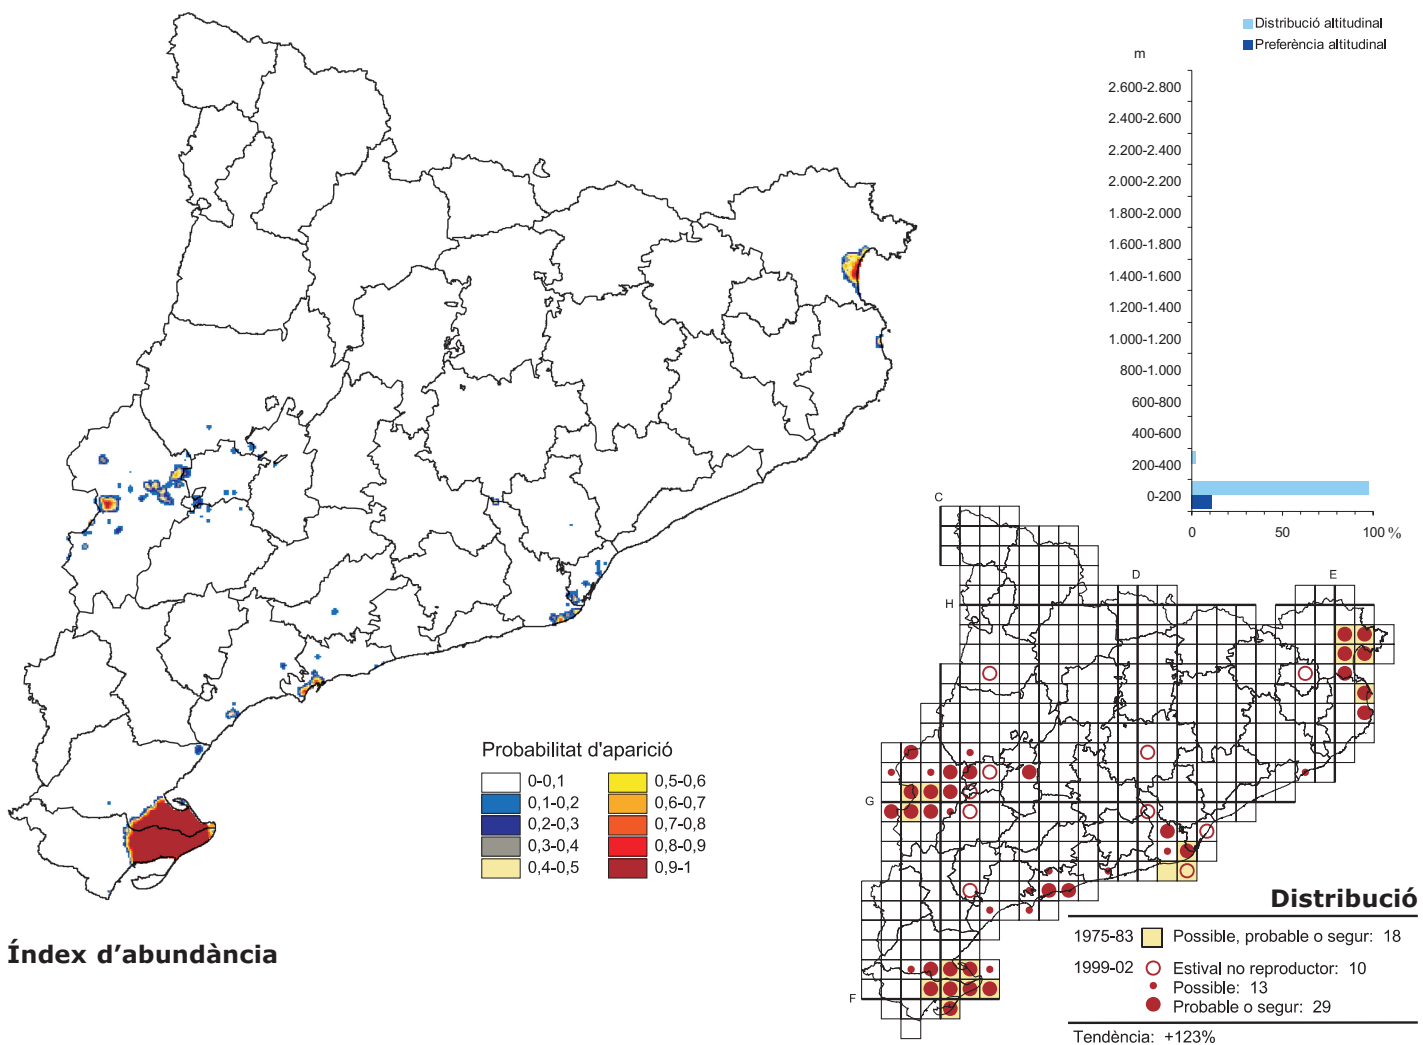 Distribució altitudinal
Preferència altitudinal
m
2.600-2.800
2.400-2.600
2.200-2.400
2.000-2.200
1.800-2.000
1.600-1.800
1.400-1.600
1.200-1.400
1.000-1.200
800-1.000
600-800
400-600
200-400
0-200
0 50 100 %
Probabilitat d'aparició
0-0,1
0,1-0,2
0,2-0,3
0,3-0,4
0,4-0,5
0,5-0,6
0,6-0,7
0,7-0,8
0,8-0,9
0,9-1
Índex d'abundància
C
D
E
H
G
F
Distribució
1975-83 Possible, probable o segur: 18
1999-02 Estival no reproductor: 10
Possible: 13
Probable o segur: 29
Tendència: +123%